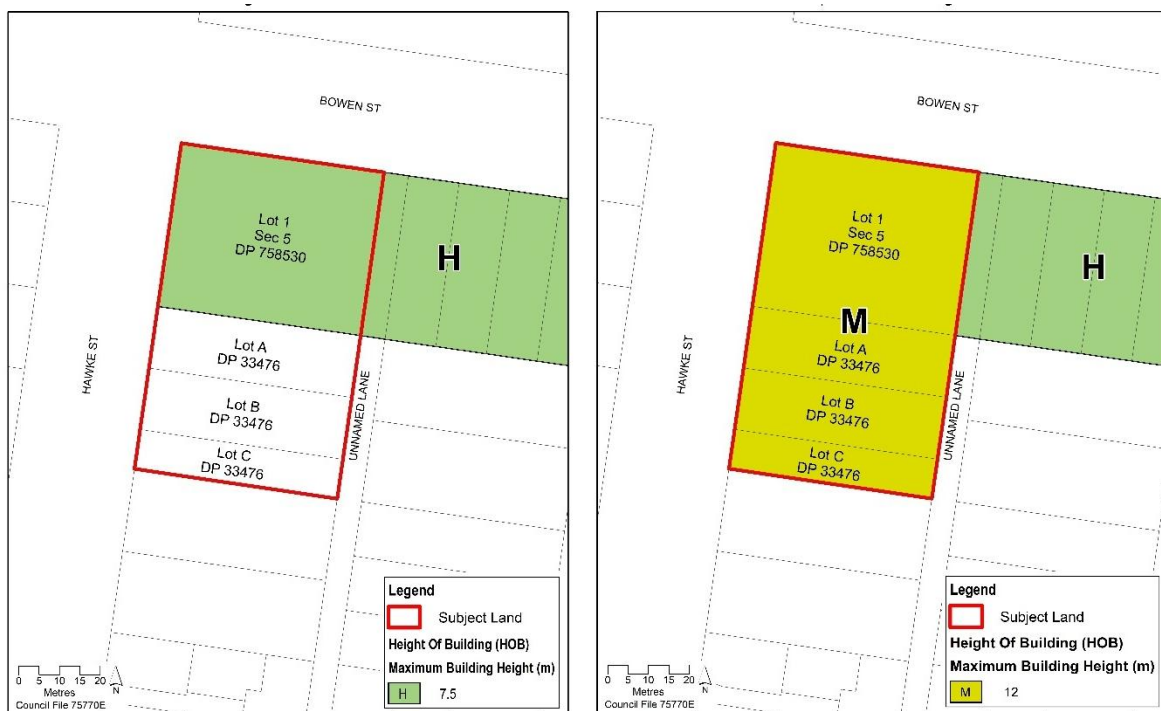 BOWEN ST
Lot 1
Sec 5
DP 758530
H
Lot A
DP 33476
HAWKE ST
Lot B
DP 33476
UNNAMED LANE
Lot C
DP 33476
Legend
Subject Land
Height Of Building (HOB)
Maximum Building Height (m)
H 7.5
0 5 10 15 20
Metres
N
Council File 75770E
BOWEN ST
Lot 1
Sec 5
DP 758530
H
M
Lot A
DP 33476
HAWKE ST
Lot B
DP 33476
UNNAMED LANE
Lot C
DP 33476
Legend
Subject Land
Height Of Building (HOB)
Maximum Building Height (m)
M 12
0 5 10 15 20
Metres
N
Council File 75770E